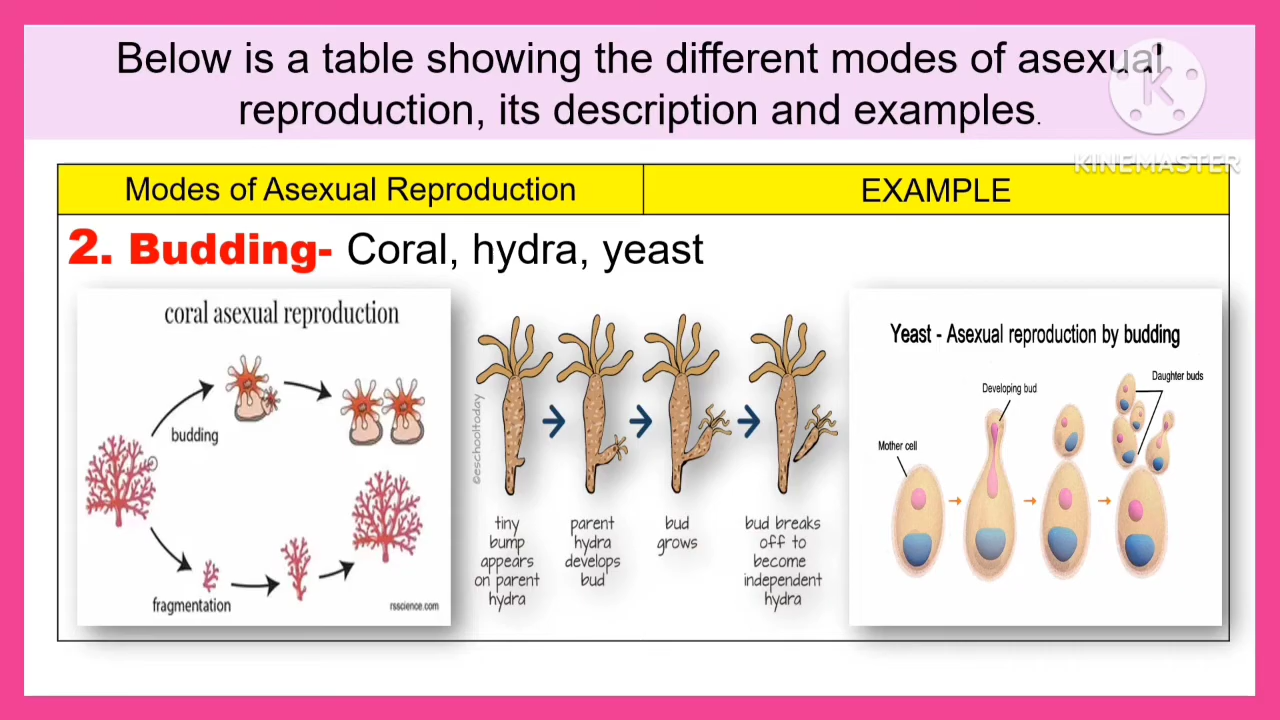 Below is a table showing the different modes of asexual
reproduction, its description and examples.
K
KINEMASTER
Modes of Asexual Reproduction
EXAMPLE
2. Budding- Coral, hydra, yeast
coral asexual reproduction
budding
fragmentation
rsscience.com
©eschooltoday
tiny
bump
appears
on parent
hydra
parent
hydra
develops
bud
bud
grows
bud breaks
off to
become
independent
hydra
Yeast - Asexual reproduction by budding
Developing bud
Daughter buds
Mother cell